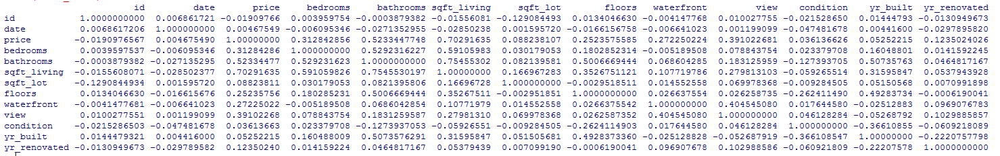 id date price bedrooms bathrooms sqft_living sqft_lot floors waterfront view condition yr_built yr_renovated
id 1.0000000000 0.006861721 -0.01909766 0.003959754 -0.0003879382 -0.01556081 -0.129084493 0.0134046630 -0.004147768 0.010027755 -0.021528650 0.01444793 -0.0130949673
date 0.0068617206 1.000000000 0.00467549 -0.006095346 -0.0271352955 -0.02850238 0.001595720 -0.0166156758 -0.006641023 0.001199099 -0.047481678 0.00441600 -0.0297895820
price -0.0190976567 0.004675490 1.00000000 0.312842856 0.5233447748 0.70291635 0.088238107 0.2523575585 0.272250224 0.391022681 0.036136626 0.05252215 0.1235024026
bedrooms 0.0039597537 -0.006095346 0.31284286 1.000000000 0.5292316227 0.59105983 0.030179053 0.1802852314 -0.005189508 0.078843754 0.023379708 0.16048801 0.0141592245
bathrooms -0.0003879382 -0.027135295 0.52334477 0.529231623 1.0000000000 0.75455302 0.082139581 0.5006669444 0.068604285 0.183125959 -0.127393705 0.50735763 0.0464817167
sqft_living -0.0155608071 -0.028502377 0.70291635 0.591059826 0.7545530197 1.00000000 0.166967283 0.3526751121 0.107719786 0.279813103 -0.059265514 0.31595847 0.0537943928
sqft_lot -0.1290844934 0.001595720 0.08823811 0.030179053 0.0821395806 0.16696728 1.000000000 -0.0029518511 0.014552558 0.069978368 -0.009284505 0.05150568 0.0070991898
floors 0.0134046630 -0.016615676 0.25235756 0.180285231 0.5006669444 0.35267511 -0.002951851 1.0000000000 0.026637554 0.026258735 -0.262411490 0.49283734 -0.0006190041
waterfront -0.0041477681 -0.006641023 0.27225022 -0.005189508 0.0686042854 0.10771979 0.014552558 0.0266375542 1.000000000 0.404545080 0.017644580 -0.02512883 0.0969076783
view 0.0100277551 0.001199099 0.39102268 0.078843754 0.1831259587 0.27981310 0.069978368 0.0262587352 0.404545080 1.000000000 0.046128284 -0.05268792 0.1029885857
condition -0.0215286503 -0.047481678 0.03613663 0.023379708 -0.1273937053 -0.05926551 -0.009284505 -0.2624114903 0.017644580 0.046128284 1.000000000 -0.36610855 -0.0609218089
yr_built 0.0144479321 0.004416000 0.05252215 0.160488009 0.5073576291 0.31595847 0.051505681 0.4928373360 -0.025128828 -0.052687919 -0.366108547 1.00000000 -0.2220757798
yr_renovated -0.0130949673 -0.029789582 0.12350240 0.014159224 0.0464817167 0.05379439 0.007099190 -0.0006190041 0.096907678 0.102988586 -0.060921809 -0.22207578 1.0000000000